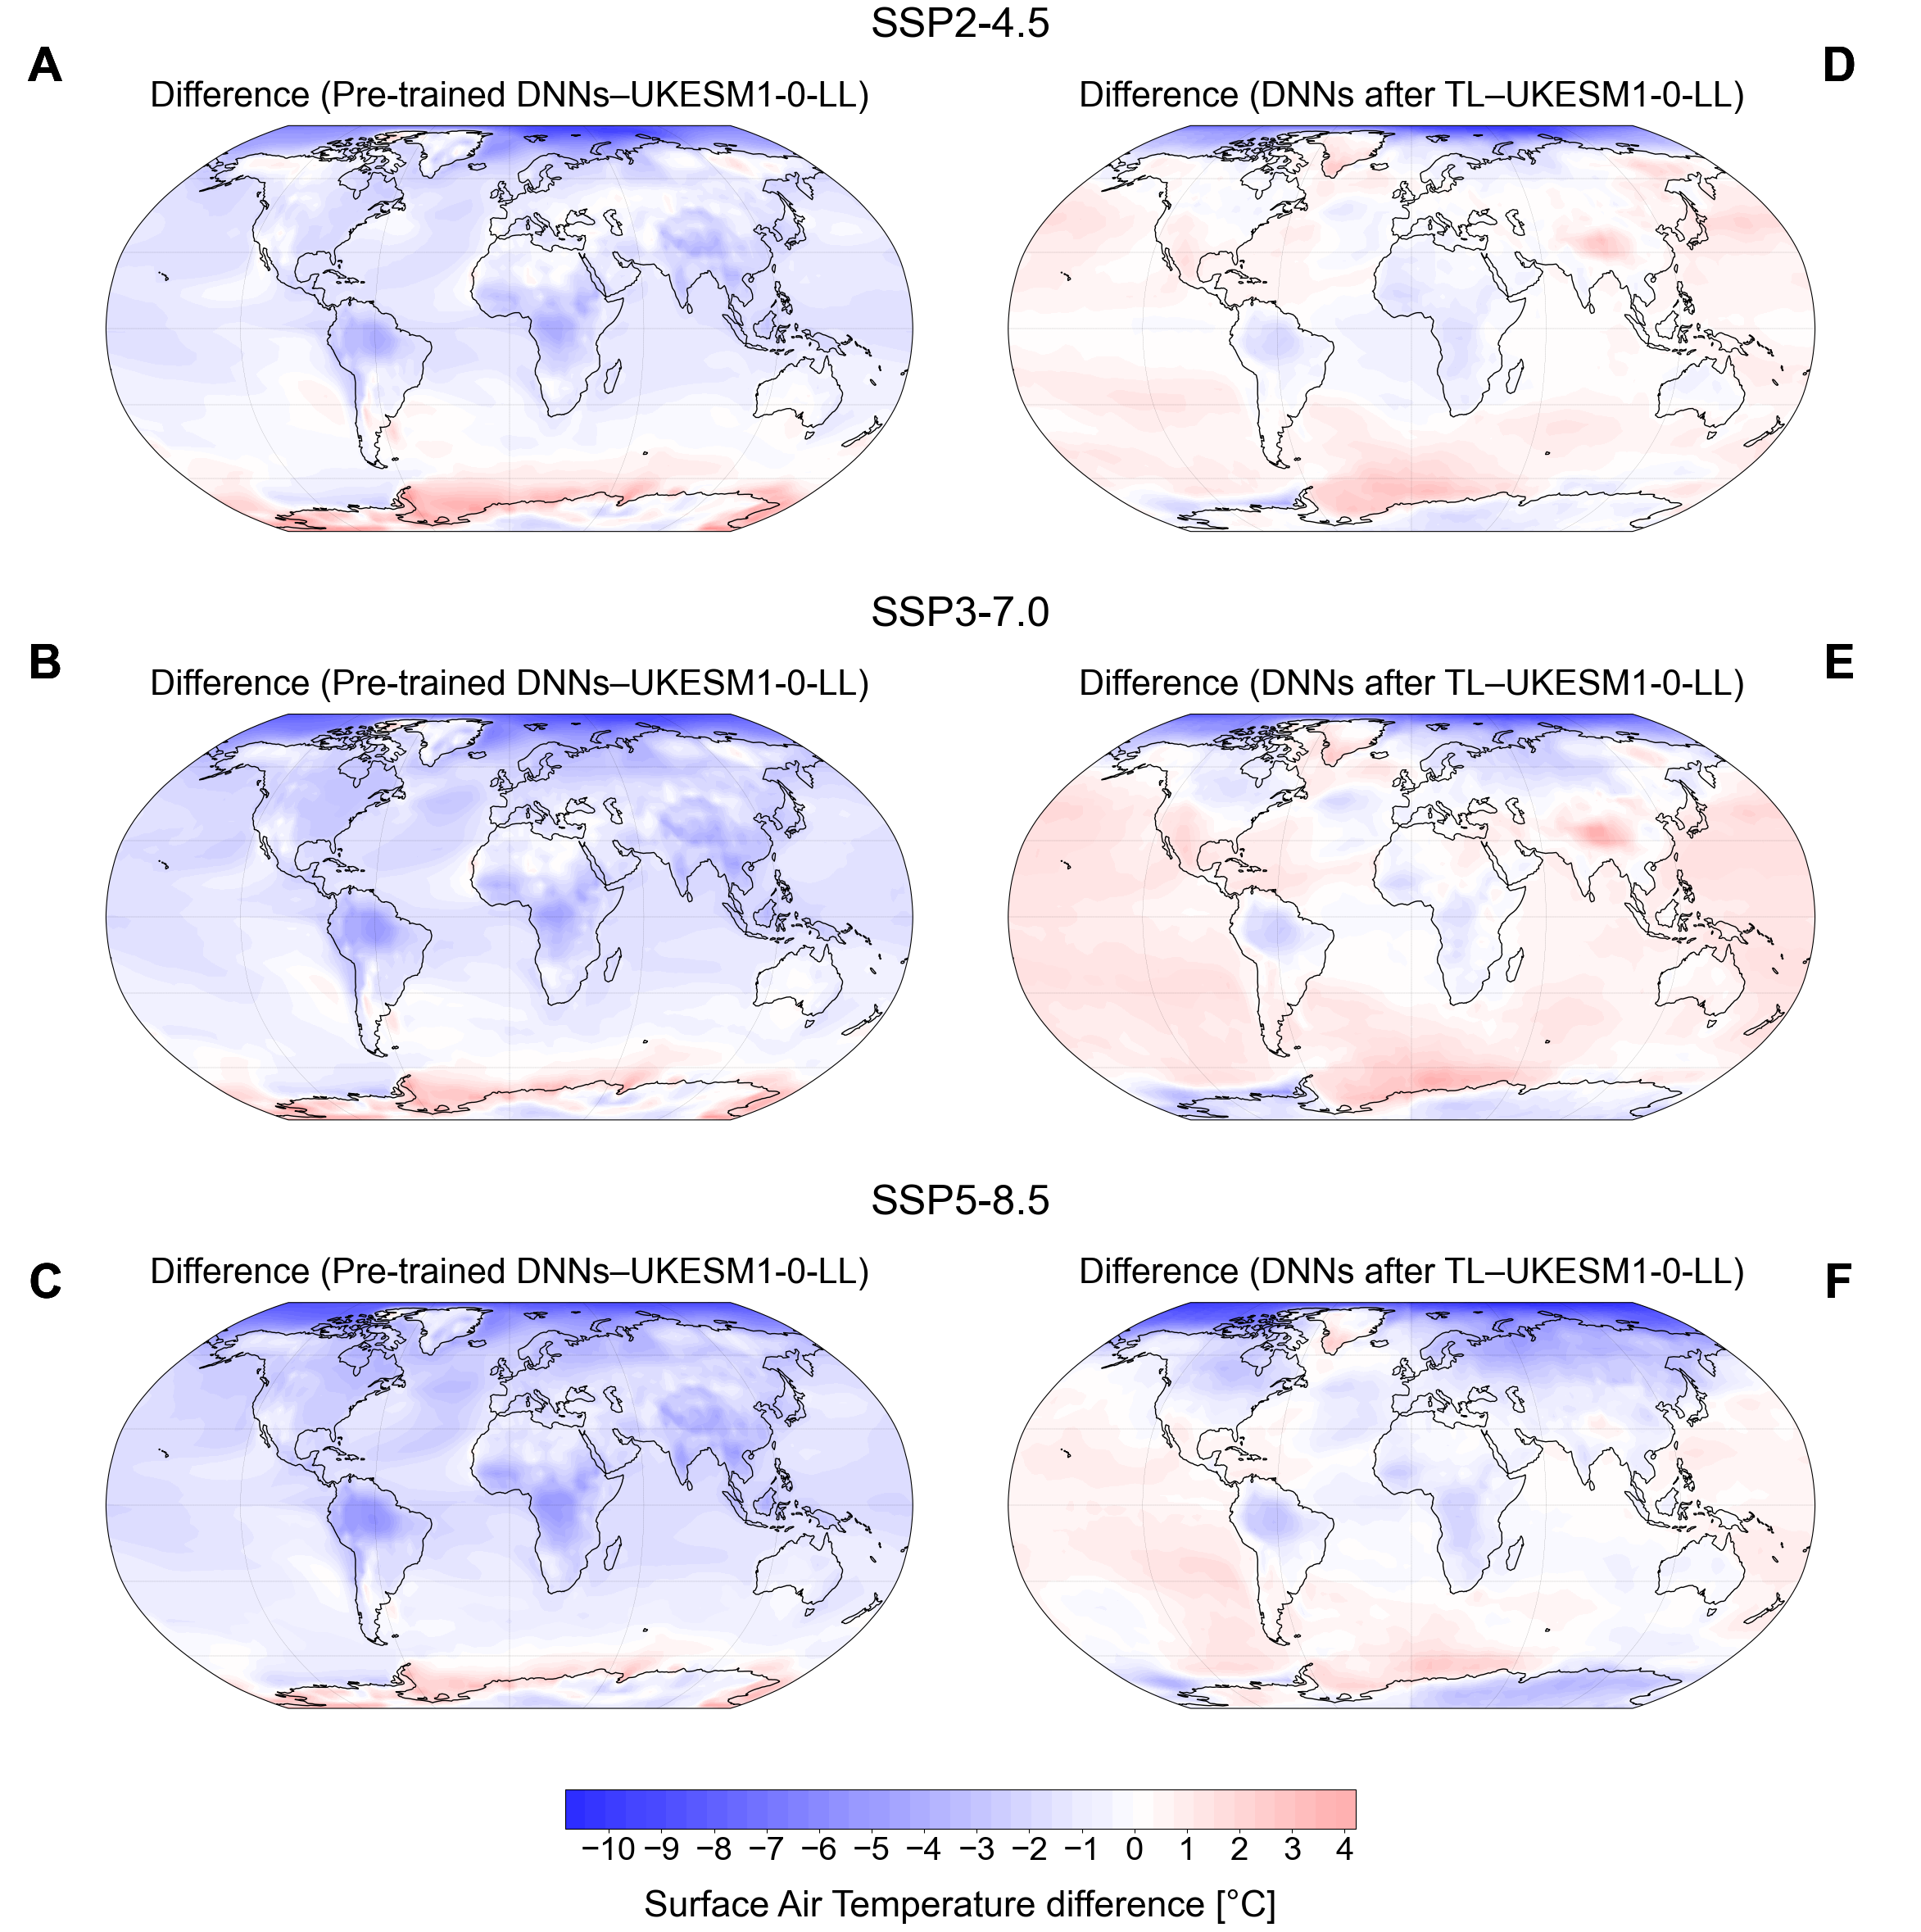 SSP2-4.5
A
D
Difference (Pre-trained DNNs–UKESM1-0-LL)
Difference (DNNs after TL–UKESM1-0-LL)
SSP3-7.0
B
E
Difference (Pre-trained DNNs–UKESM1-0-LL)
Difference (DNNs after TL–UKESM1-0-LL)
SSP5-8.5
C
F
Difference (Pre-trained DNNs–UKESM1-0-LL)
Difference (DNNs after TL–UKESM1-0-LL)
−10 −9 −8 −7 −6 −5 −4 −3 −2 −1 0 1 2 3 4
Surface Air Temperature difference [°C]